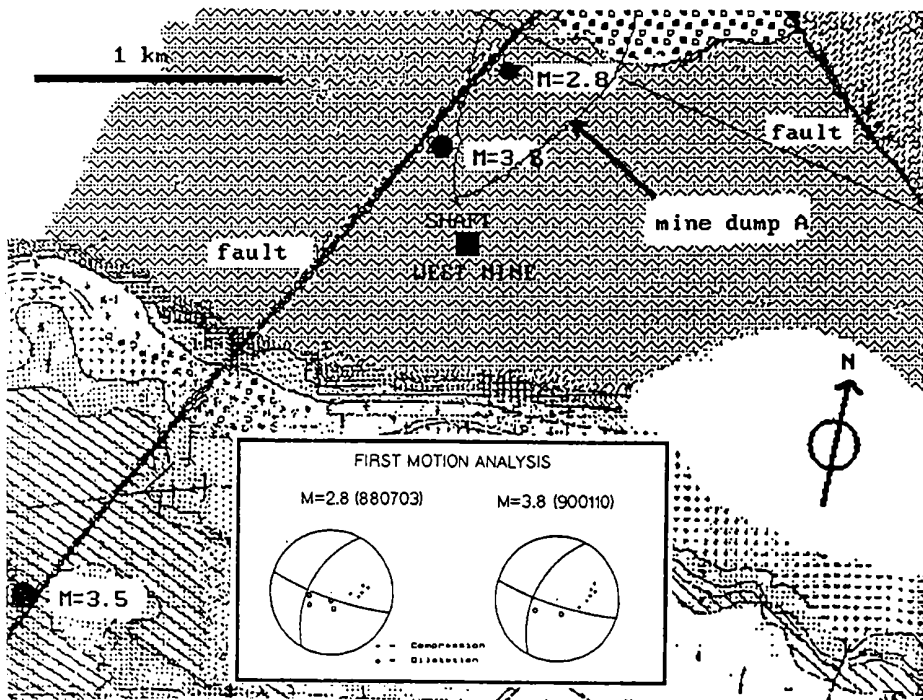 1 km
M=2.8
M=3.8
fault
mine dump A
SHAFT
WEST MINE
fault
N
FIRST MOTION ANALYSIS
M=2.8 (880703)
M=3.8 (900110)
- Compression
- Dilatation
M=3.5